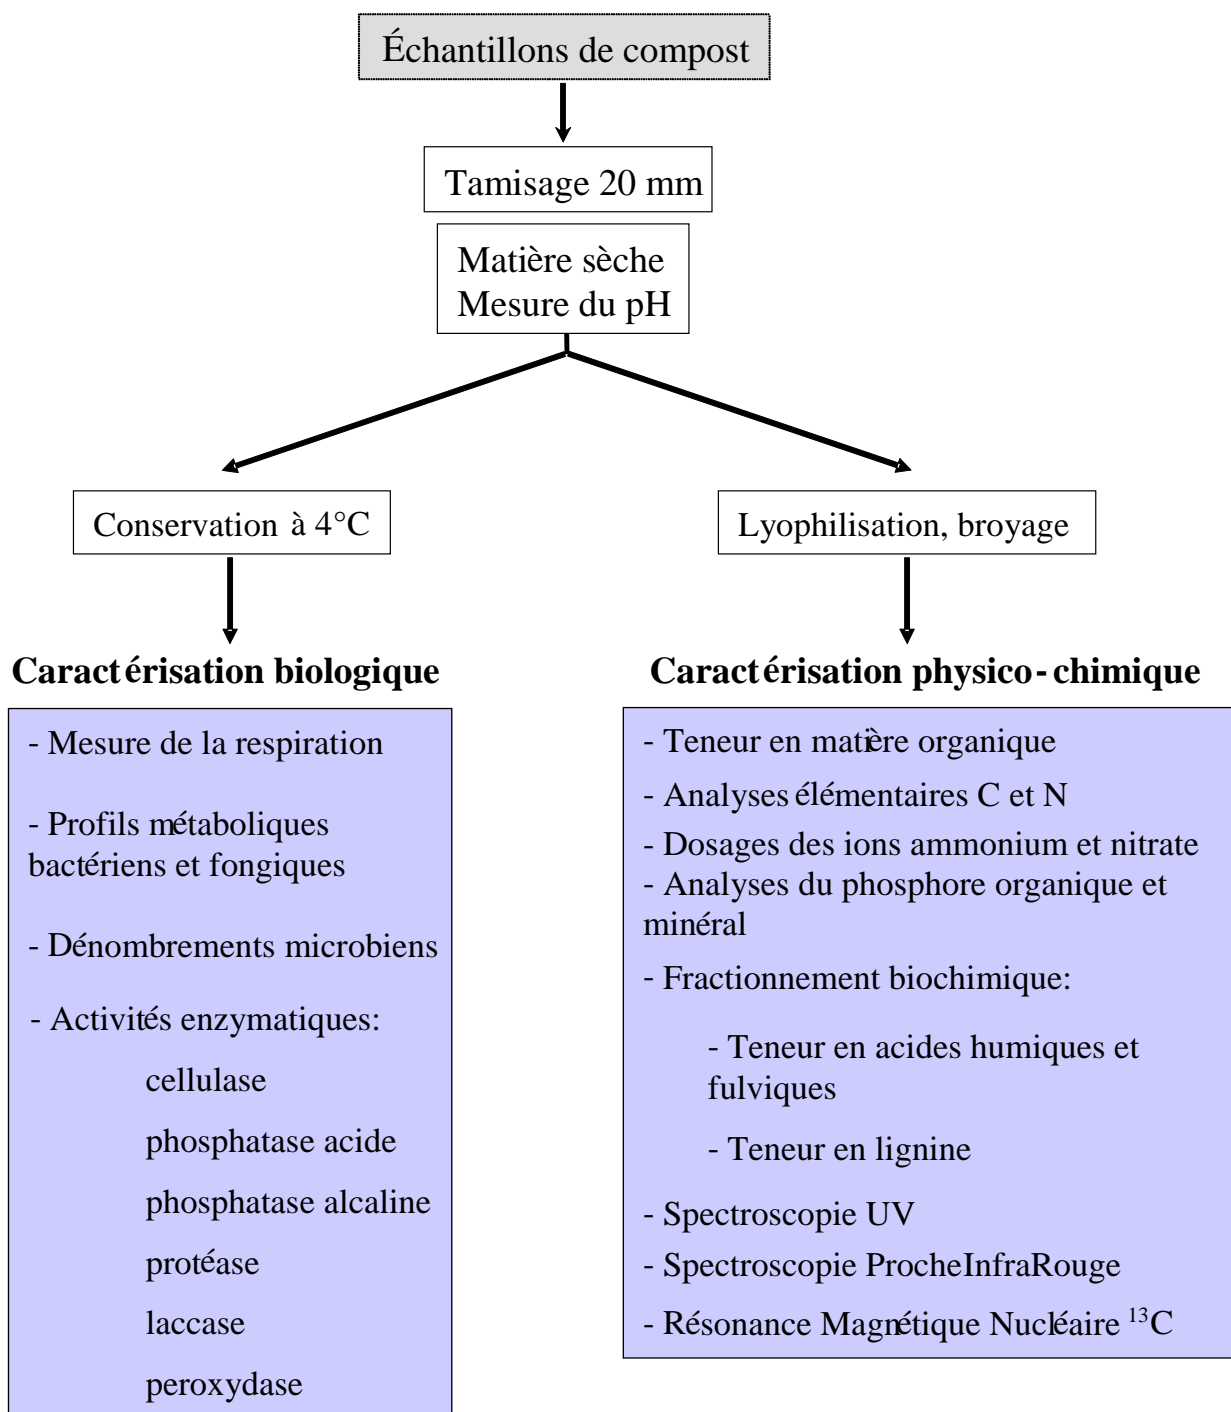 Échantillons de compost
Tamisage 20 mm
Matière sèche
Mesure du pH
Conservation à 4°C
Lyophilisation, broyage
Caractérisation biologique
- Mesure de la respiration
- Profils métaboliques
bactériens et fongiques
- Dénombrements microbiens
- Activités enzymatiques:
cellulase
phosphatase acide
phosphatase alcaline
protéase
laccase
peroxydase
Caractérisation physico-chimique
- Teneur en matière organique
- Analyses élémentaires C et N
- Dosages des ions ammonium et nitrate
- Analyses du phosphore organique et
minéral
- Fractionnement biochimique:
- Teneur en acides humiques et
fulviques
- Teneur en lignine
- Spectroscopie UV
- Spectroscopie ProcheInfraRouge
- Résonance Magnétique Nucléaire ¹³C